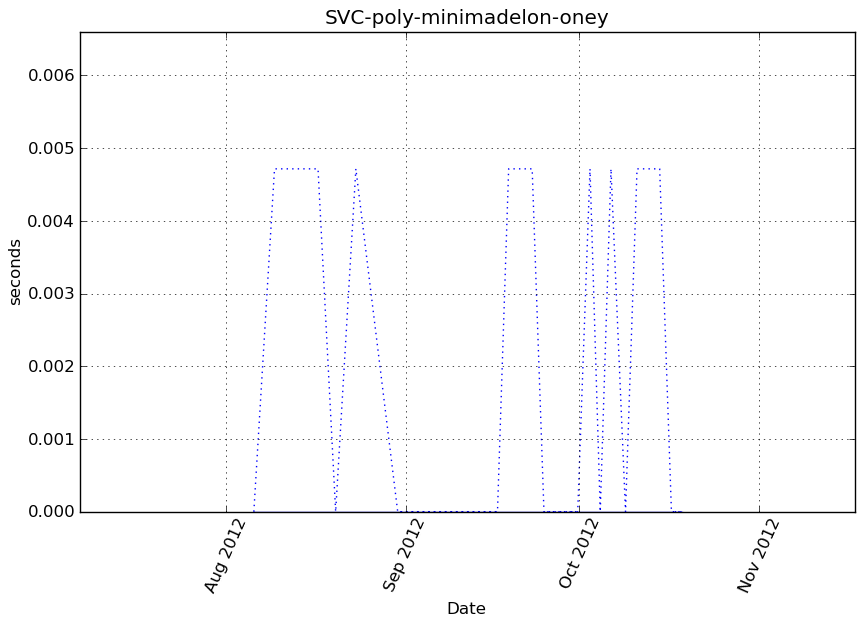 SVC-poly-minimadelon-oney
0.006
0.005
0.004
0.003
0.002
0.001
0.000
seconds
Aug 2012
Sep 2012
Oct 2012
Nov 2012
Date